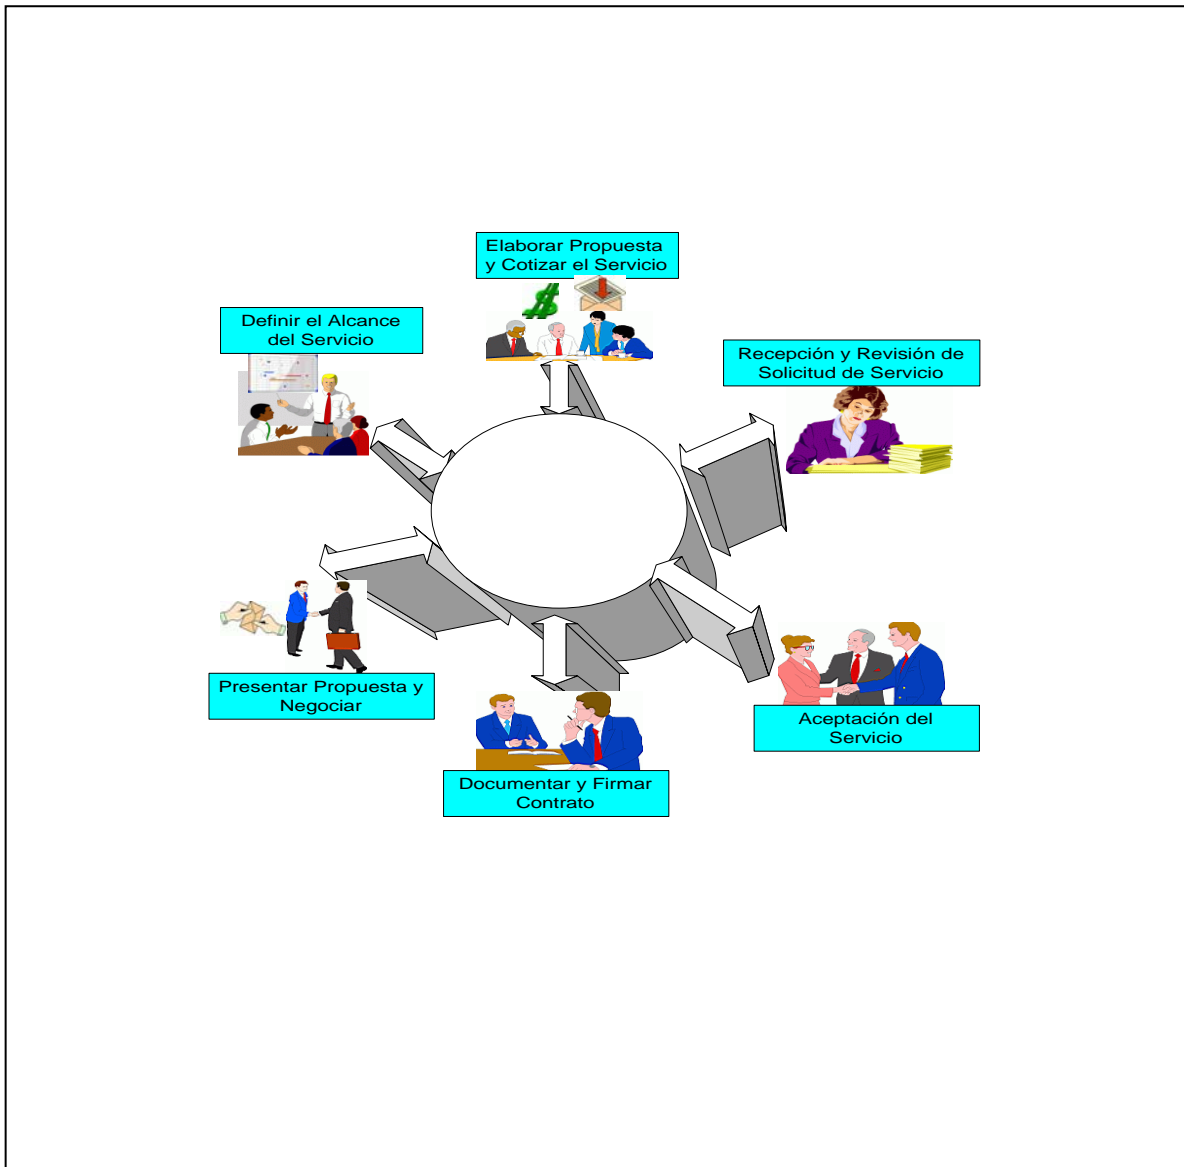 Elaborar Propuesta
y Cotizar el Servicio
Definir el Alcance
del Servicio
Recepción y Revisión de
Solicitud de Servicio
Presentar Propuesta y
Negociar
Aceptación del
Servicio
Documentar y Firmar
Contrato